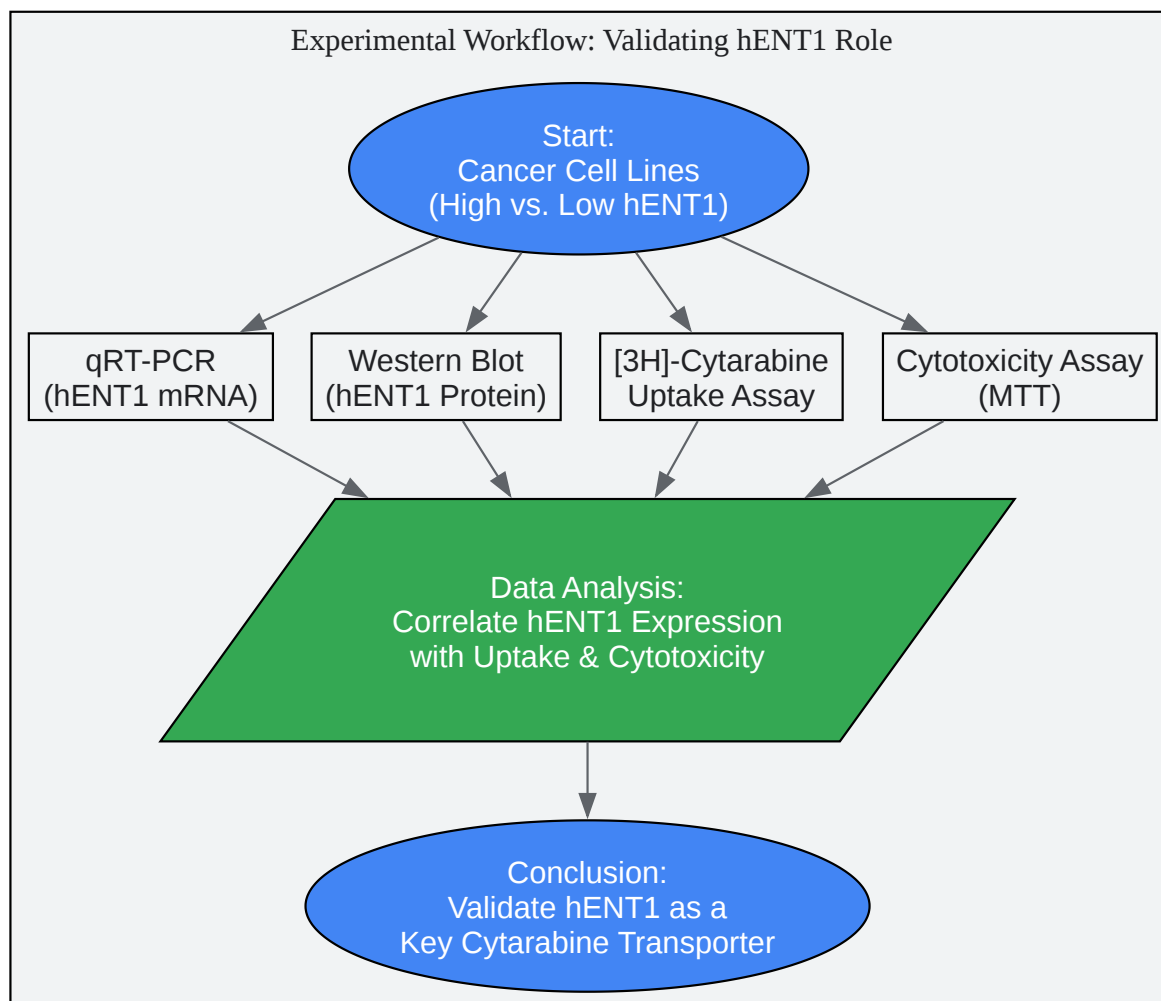 Experimental Workflow: Validating hENT1 Role
Start:
Cancer Cell Lines
(High vs. Low hENT1)
qRT-PCR
(hENT1 mRNA)
Western Blot
(hENT1 Protein)
[3H]-Cytarabine
Uptake Assay
Cytotoxicity Assay
(MTT)
Data Analysis:
Correlate hENT1 Expression
with Uptake & Cytotoxicity
Conclusion:
Validate hENT1 as a
Key Cytarabine Transporter